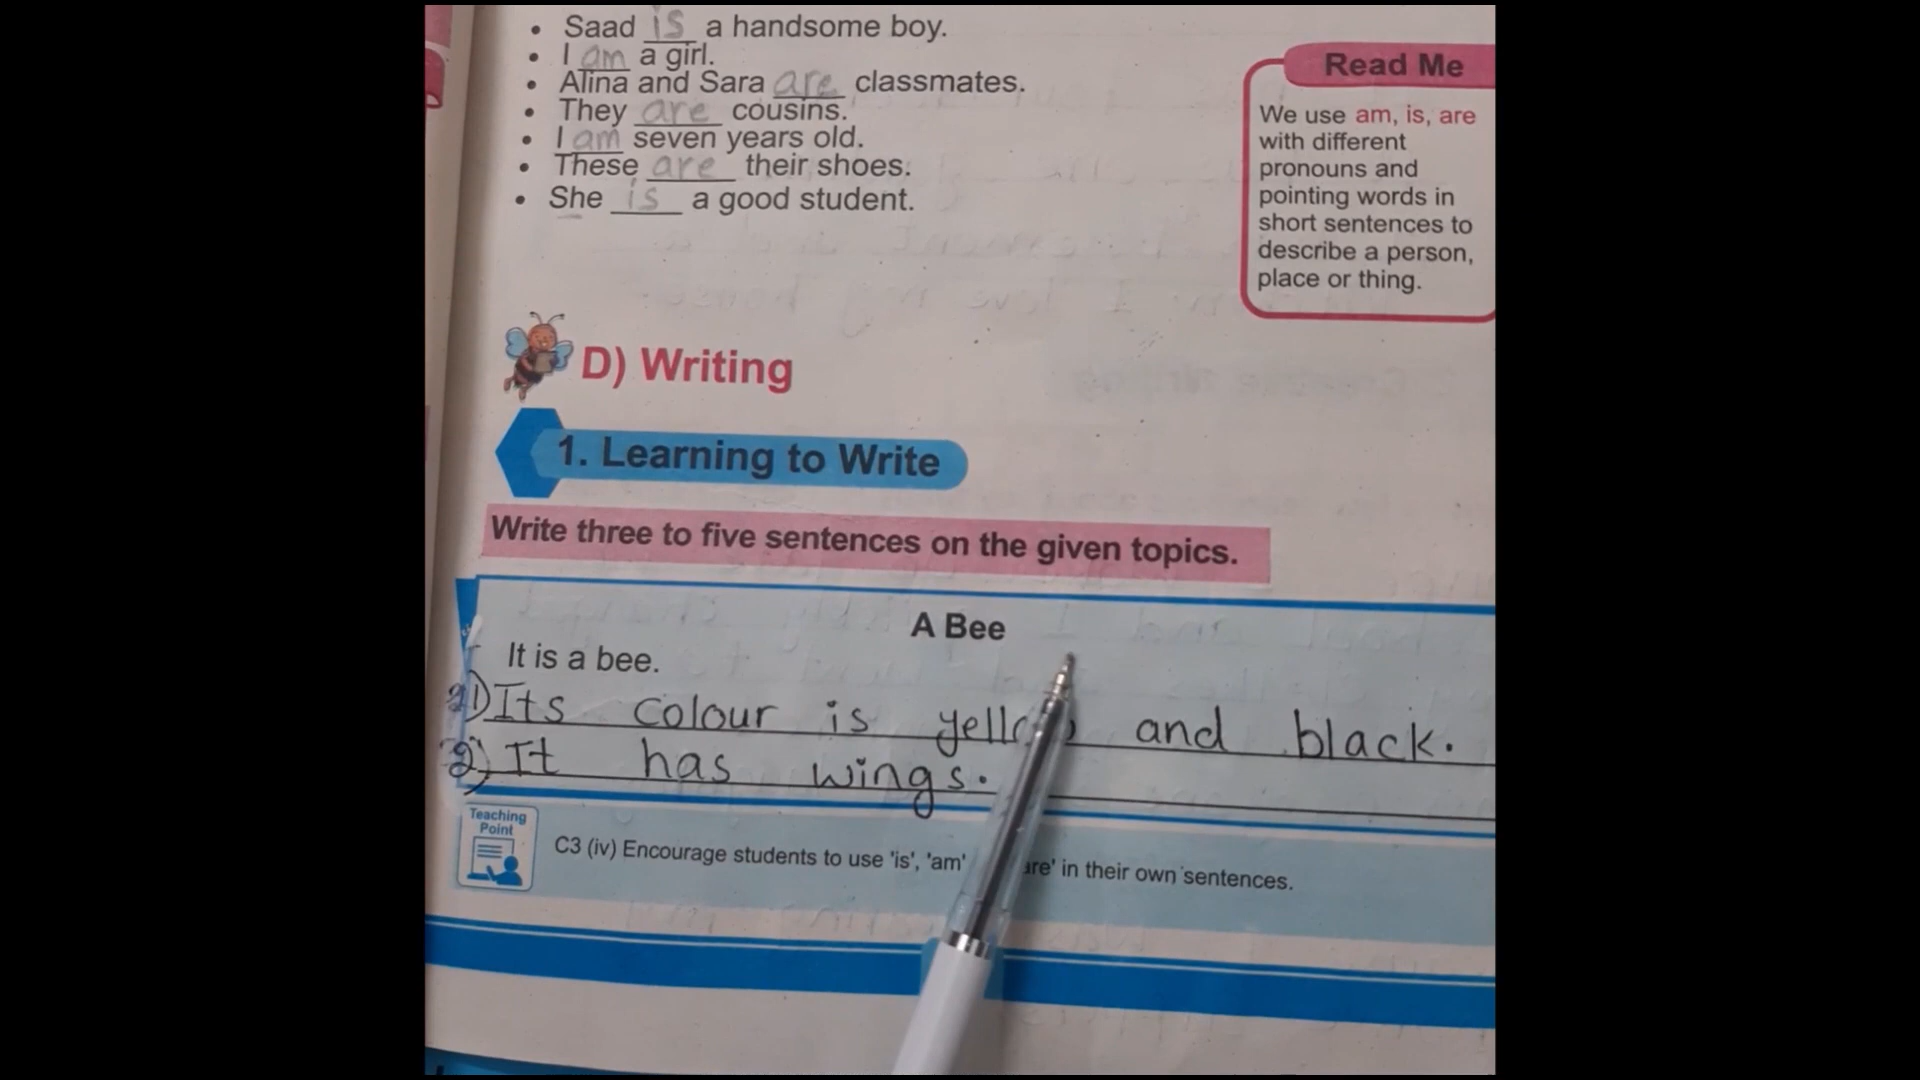 • Saad is a handsome boy.
• I am a girl.
• Alina and Sara are classmates.
• They are cousins.
• I am seven years old.
• These are their shoes.
• She is a good student.
Read Me
We use am, is, are
with different
pronouns and
pointing words in
short sentences to
describe a person,
place or thing.
D) Writing
1. Learning to Write
Write three to five sentences on the given topics.
A Bee
It is a bee.
1) Its colour is yellow and black.
2) It has wings.
Teaching
Point
C3 (iv) Encourage students to use 'is', 'am' are' in their own sentences.